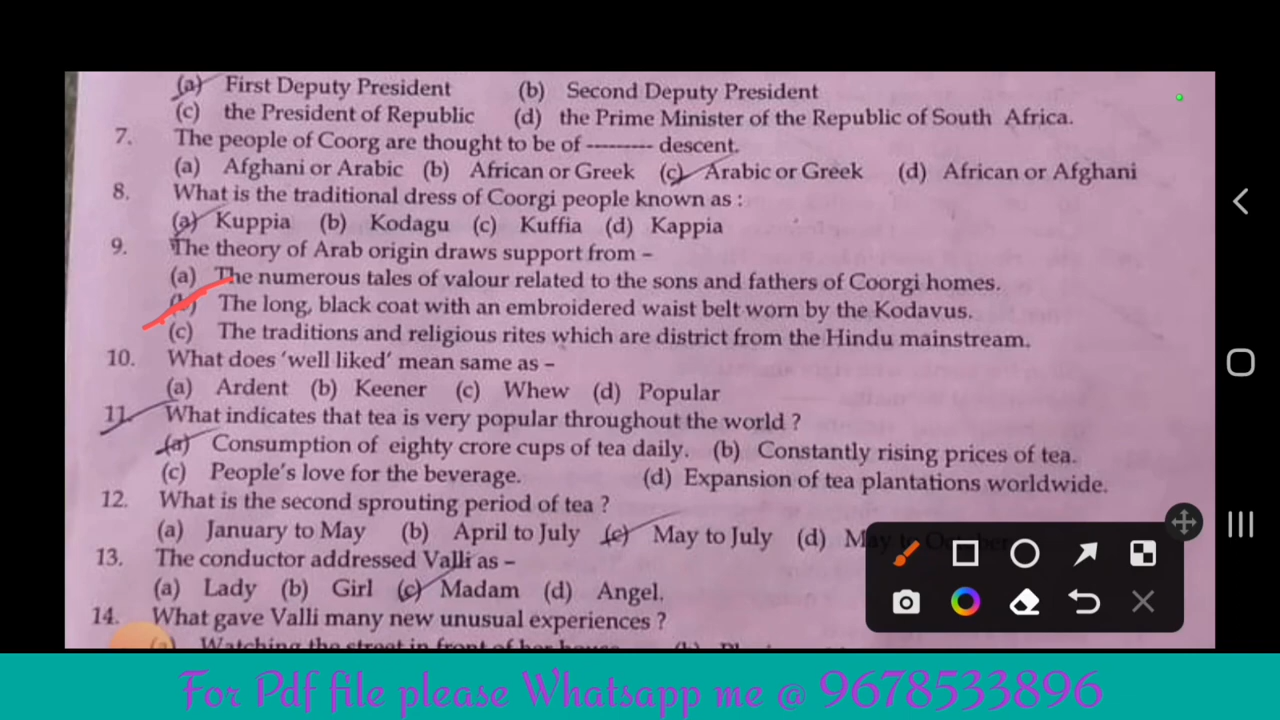 (a) First Deputy President (b) Second Deputy President
(c) the President of Republic (d) the Prime Minister of the Republic of South Africa.
7. The people of Coorg are thought to be of --------- descent.
(a) Afghani or Arabic (b) African or Greek (c) Arabic or Greek (d) African or Afghani
8. What is the traditional dress of Coorgi people known as :
(a) Kuppia (b) Kodagu (c) Kuffia (d) Kappia
9. The theory of Arab origin draws support from –
(a) The numerous tales of valour related to the sons and fathers of Coorgi homes.
(b) The long, black coat with an embroidered waist belt worn by the Kodavus.
(c) The traditions and religious rites which are district from the Hindu mainstream.
10. What does 'well liked' mean same as –
(a) Ardent (b) Keener (c) Whew (d) Popular
11. What indicates that tea is very popular throughout the world ?
(a) Consumption of eighty crore cups of tea daily. (b) Constantly rising prices of tea.
(c) People's love for the beverage. (d) Expansion of tea plantations worldwide.
12. What is the second sprouting period of tea ?
(a) January to May (b) April to July (c) May to July (d)
13. The conductor addressed Valli as –
(a) Lady (b) Girl (c) Madam (d) Angel.
14. What gave Valli many new unusual experiences ?
(a) Watching the street in front of her house
For Pdf file please Whatsapp me @ 9678533896